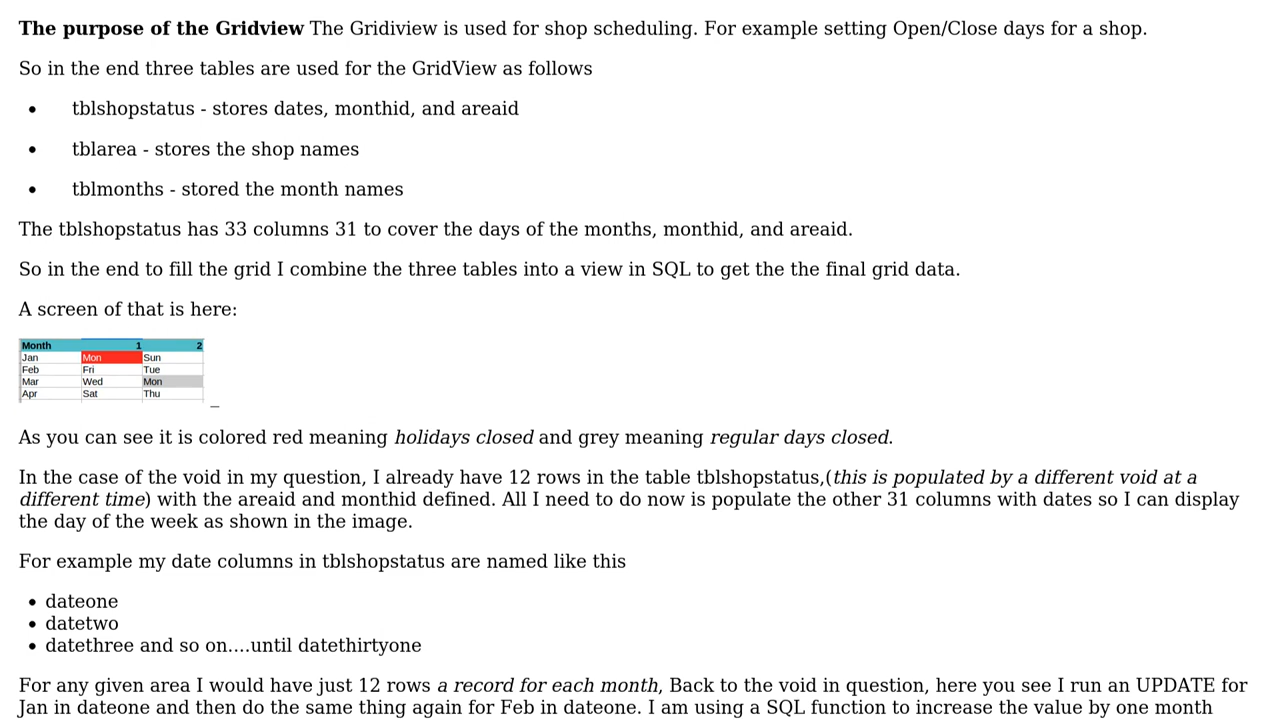 The purpose of the Gridview The Gridiview is used for shop scheduling. For example setting Open/Close days for a shop.
So in the end three tables are used for the GridView as follows
• tblshopstatus - stores dates, monthid, and areaid
• tblarea - stores the shop names
• tblmonths - stored the month names
The tblshopstatus has 33 columns 31 to cover the days of the months, monthid, and areaid.
So in the end to fill the grid I combine the three tables into a view in SQL to get the the final grid data.
A screen of that is here:
Month 1 2
Jan Mon Sun
Feb Fri Tue
Mar Wed Mon
Apr Sat Thu
As you can see it is colored red meaning holidays closed and grey meaning regular days closed.
In the case of the void in my question, I already have 12 rows in the table tblshopstatus,(this is populated by a different void at a
different time) with the areaid and monthid defined. All I need to do now is populate the other 31 columns with dates so I can display
the day of the week as shown in the image.
For example my date columns in tblshopstatus are named like this
• dateone
• datetwo
• datethree and so on....until datethirtyone
For any given area I would have just 12 rows a record for each month, Back to the void in question, here you see I run an UPDATE for
Jan in dateone and then do the same thing again for Feb in dateone. I am using a SQL function to increase the value by one month